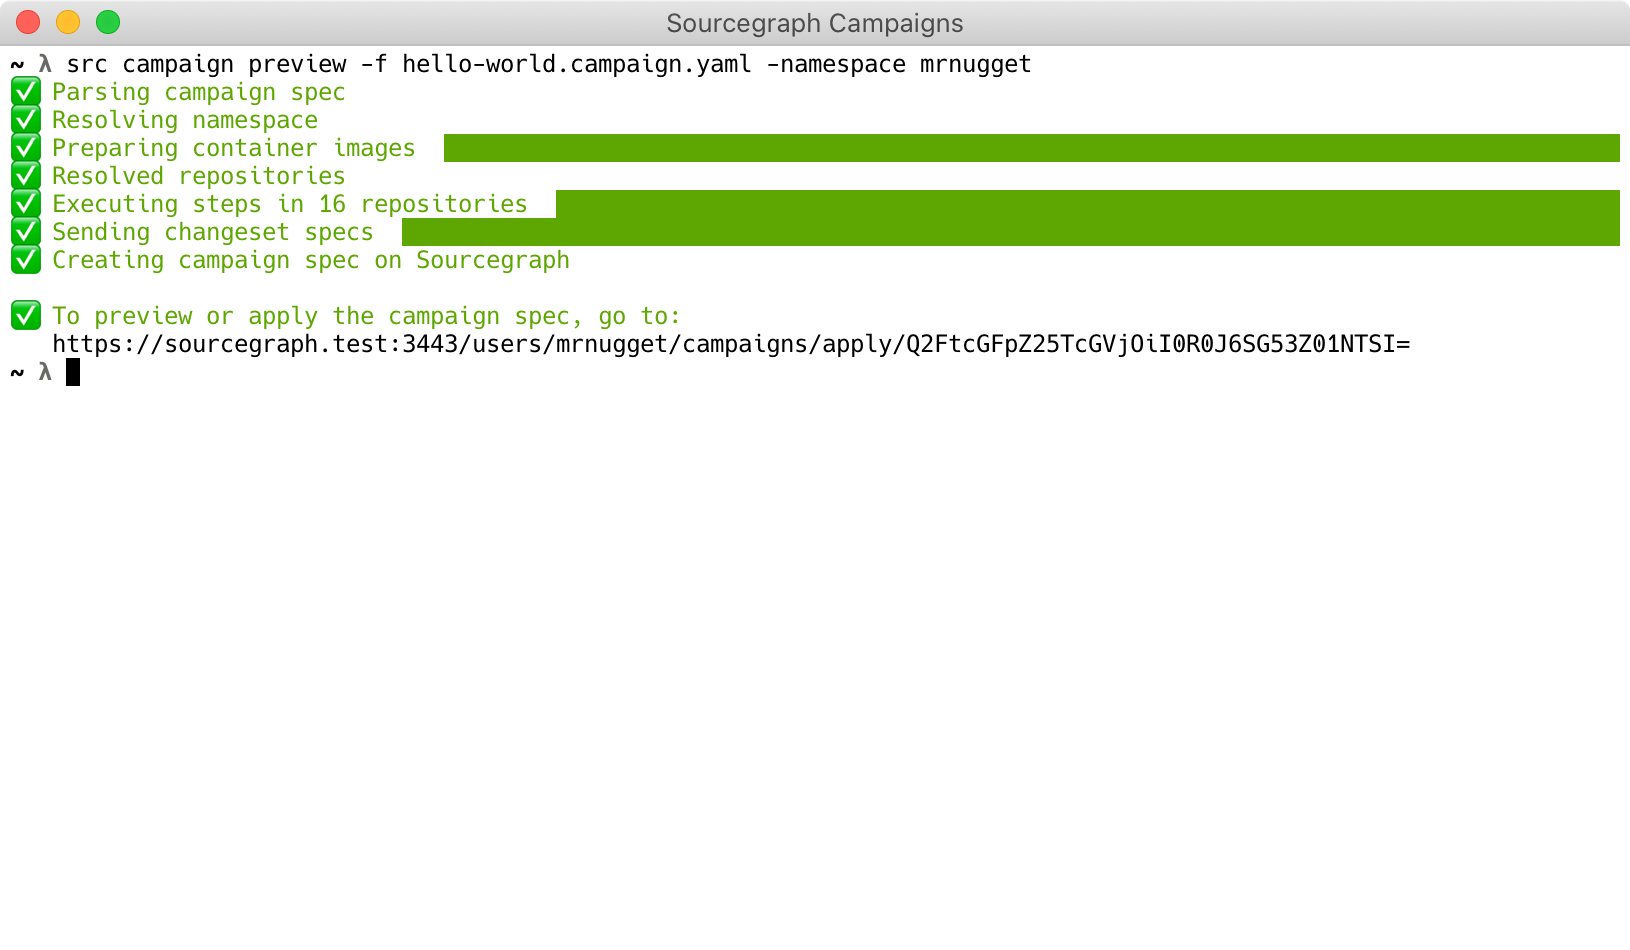 Sourcegraph Campaigns
~ λ src campaign preview -f hello-world.campaign.yaml -namespace mrnugget
✅ Parsing campaign spec
✅ Resolving namespace
✅ Preparing container images
✅ Resolved repositories
✅ Executing steps in 16 repositories
✅ Sending changeset specs
✅ Creating campaign spec on Sourcegraph
✅ To preview or apply the campaign spec, go to:
https://sourcegraph.test:3443/users/mrnugget/campaigns/apply/Q2FtcGFpZ25TcGVjOiI0R0J6SG53Z01NTSI=
~ λ